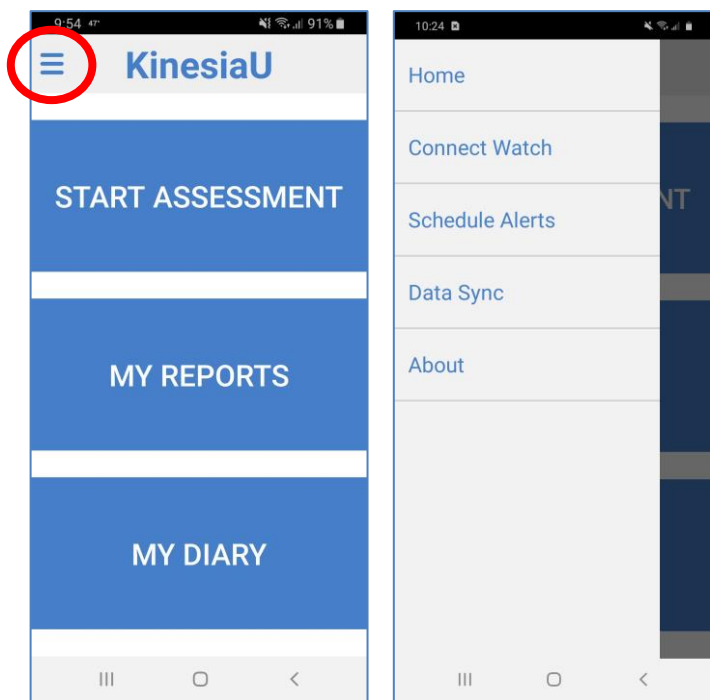 9:54 47° 91%
KinesiaU
START ASSESSMENT
MY REPORTS
MY DIARY
10:24
Home
Connect Watch
Schedule Alerts
Data Sync
About
NT